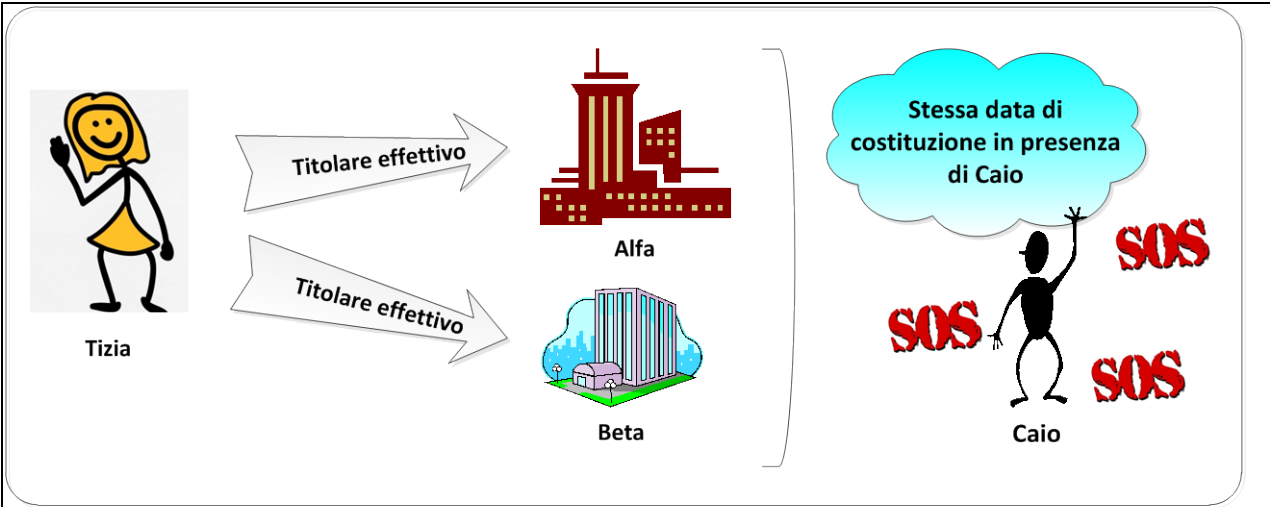 Tizia
Titolare effettivo
Titolare effettivo
Alfa
Beta
Stessa data di
costituzione in presenza
di Caio
SOS
SOS
SOS
Caio